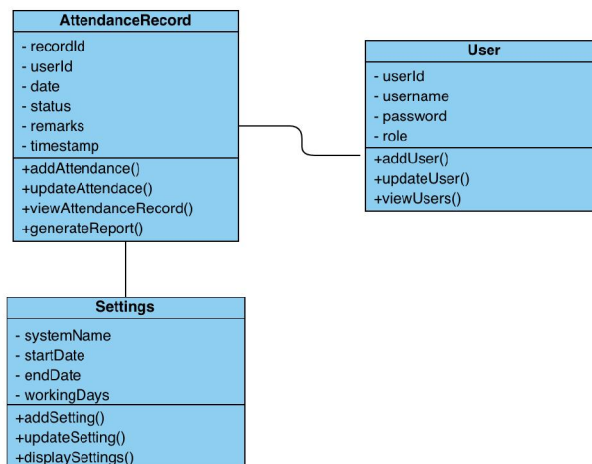 AttendanceRecord
- recordId
- userId
- date
- status
- remarks
- timestamp
+addAttendance()
+updateAttendace()
+viewAttendanceRecord()
+generateReport()
User
- userId
- username
- password
- role
+addUser()
+updateUser()
+viewUsers()
Settings
- systemName
- startDate
- endDate
- workingDays
+addSetting()
+updateSetting()
+displaySettings()